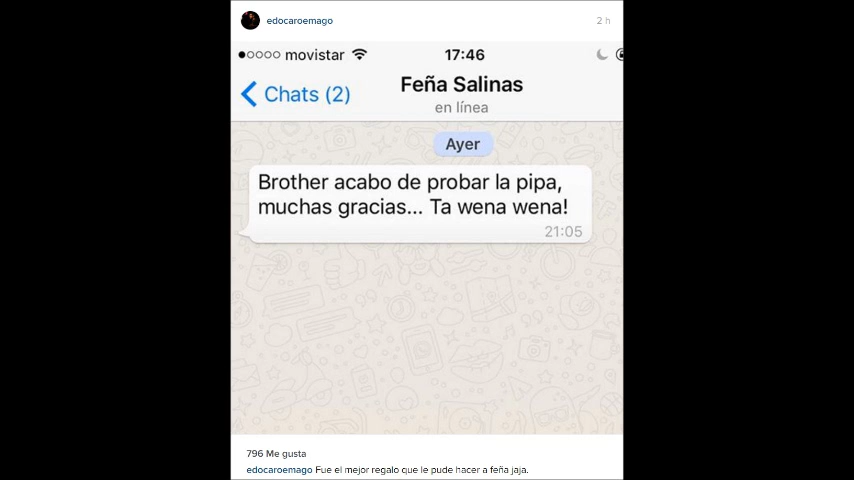 edocaroemago
2 h
movistar
17:46
Chats (2)
Feña Salinas
en línea
Ayer
Brother acabo de probar la pipa,
muchas gracias... Ta wena wena!
21:05
796 Me gusta
edocaroemago Fue el mejor regalo que le pude hacer a feña jaja.